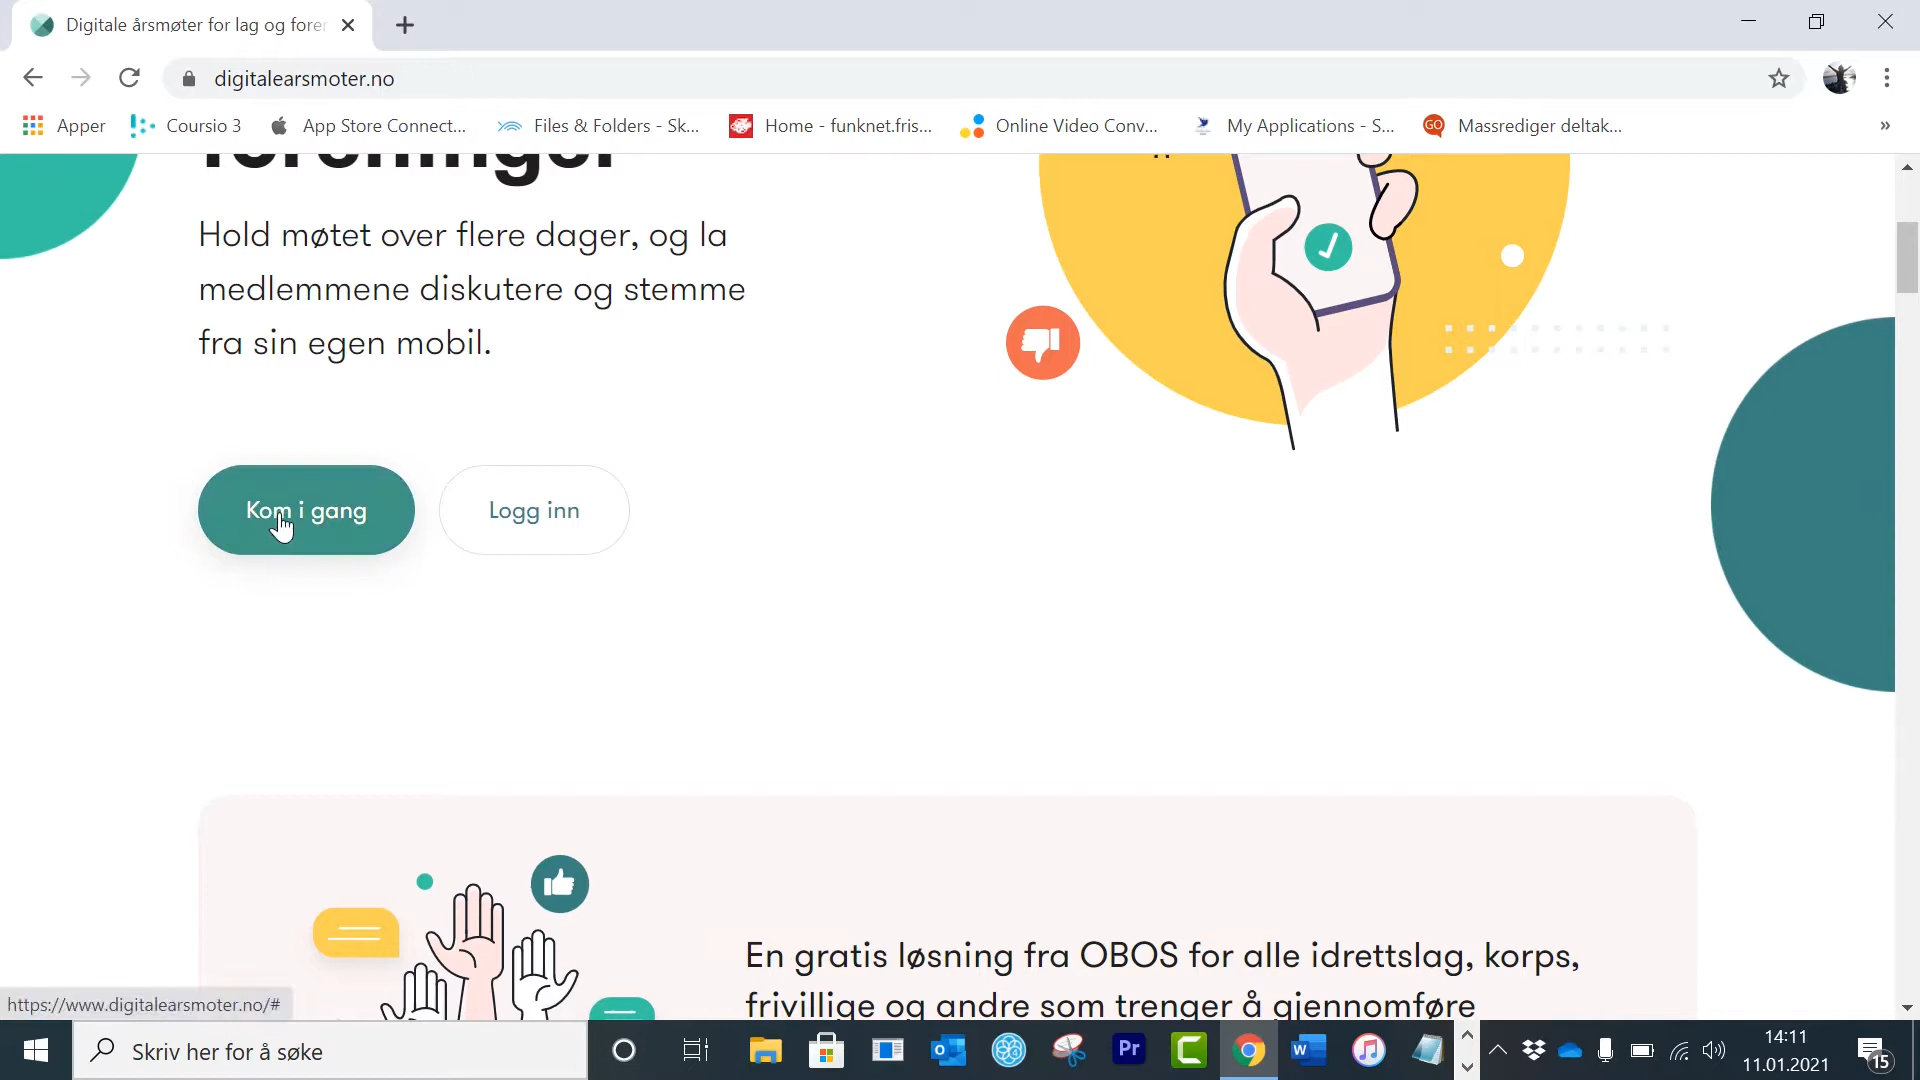 Digitale årsmøter for lag og forer
digitalearsmoter.no
Apper
Coursio 3
App Store Connect...
Files & Folders - Sk...
Home - funknet.fris...
Online Video Conv...
My Applications - S...
GO
Massrediger deltak...
»
foreninger
Hold møtet over flere dager, og la
medlemmene diskutere og stemme
fra sin egen mobil.
Kom i gang
Logg inn
En gratis løsning fra OBOS for alle idrettslag, korps,
frivillige og andre som trenger å gjennomføre
https://www.digitalearsmoter.no/#
Skriv her for å søke
Pr
14:11
11.01.2021
15